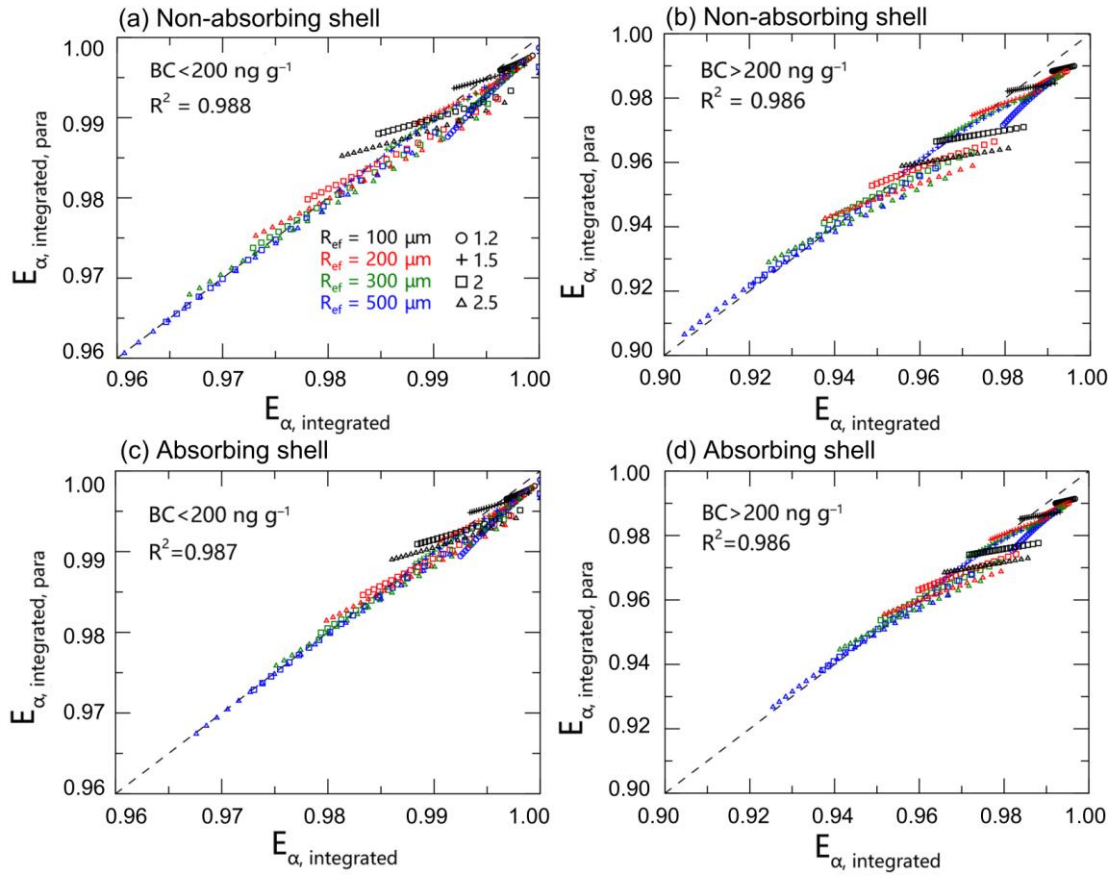 (a) Non-absorbing shell
BC<200 ng g⁻¹
R² = 0.988
R_ef = 100 μm
R_ef = 200 μm
R_ef = 300 μm
R_ef = 500 μm
1.2
1.5
2
2.5
1.00
0.99
0.98
0.97
0.96
E_α, integrated, para
0.96 0.97 0.98 0.99 1.00
E_α, integrated
(b) Non-absorbing shell
BC>200 ng g⁻¹
R² = 0.986
1.00
0.98
0.96
0.94
0.92
0.90
E_α, integrated, para
0.90 0.92 0.94 0.96 0.98 1.00
E_α, integrated
(c) Absorbing shell
BC<200 ng g⁻¹
R²=0.987
1.00
0.99
0.98
0.97
0.96
E_α, integrated, para
0.96 0.97 0.98 0.99 1.00
E_α, integrated
(d) Absorbing shell
BC>200 ng g⁻¹
R²=0.986
1.00
0.98
0.96
0.94
0.92
0.90
E_α, integrated, para
0.90 0.92 0.94 0.96 0.98 1.00
E_α, integrated